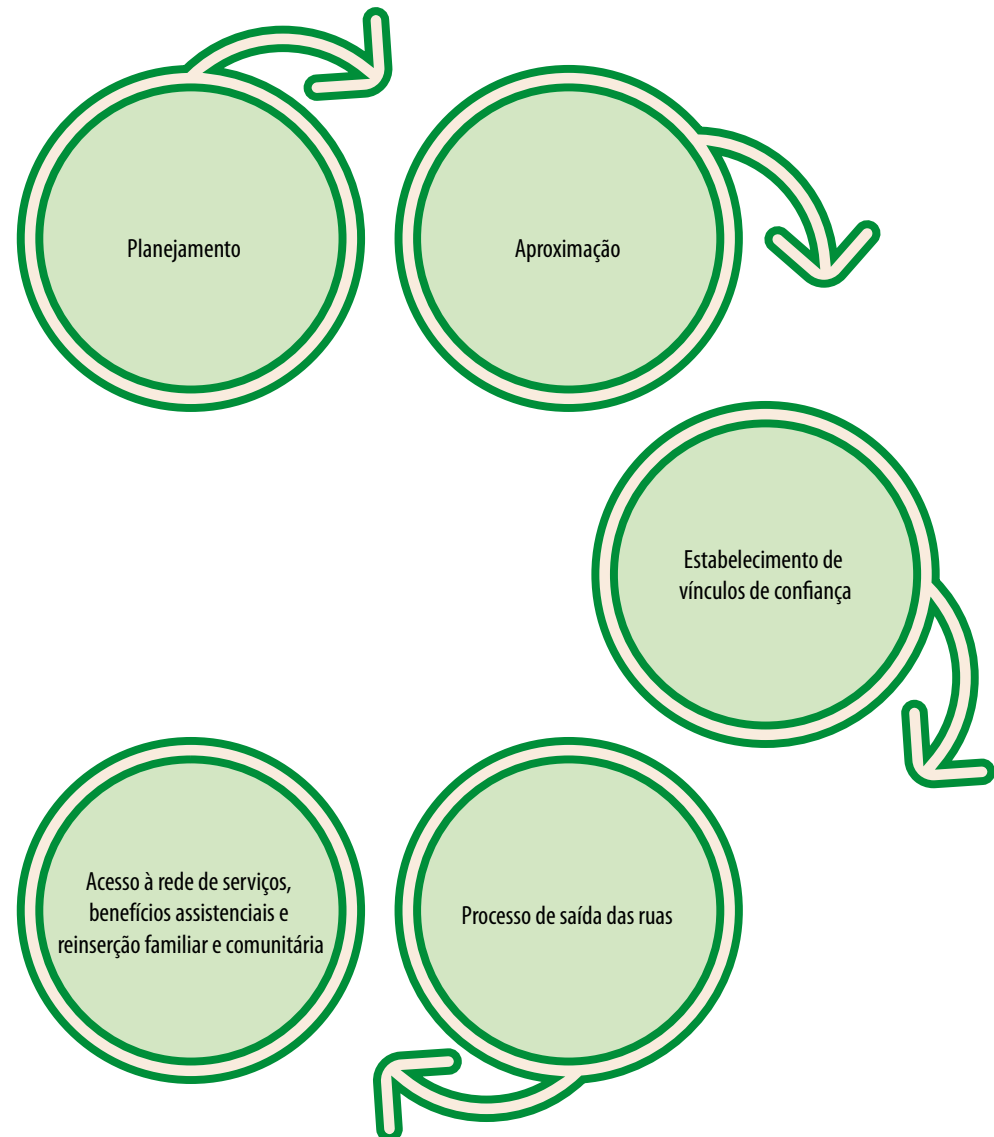 Planejamento
Aproximação
Estabelecimento de
vínculos de confiança
Processo de saída das ruas
Acesso à rede de serviços,
benefícios assistenciais e
reinserção familiar e comunitária